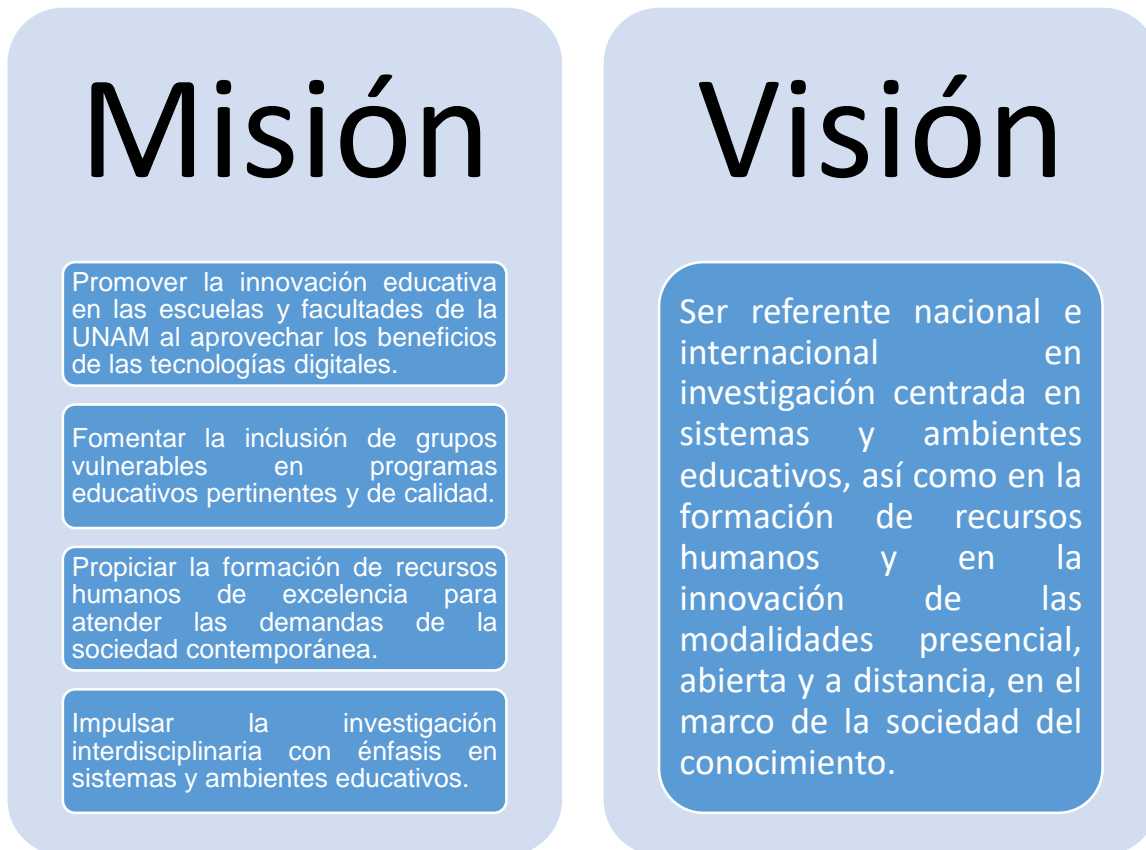 Misión
Promover la innovación educativa
en las escuelas y facultades de la
UNAM al aprovechar los beneficios
de las tecnologías digitales.
Fomentar la inclusión de grupos
vulnerables en programas
educativos pertinentes y de calidad.
Propiciar la formación de recursos
humanos de excelencia para
atender las demandas de la
sociedad contemporánea.
Impulsar la investigación
interdisciplinaria con énfasis en
sistemas y ambientes educativos.
Visión
Ser referente nacional e
internacional en
investigación centrada en
sistemas y ambientes
educativos, así como en la
formación de recursos
humanos y en la
innovación de las
modalidades presencial,
abierta y a distancia, en el
marco de la sociedad del
conocimiento.